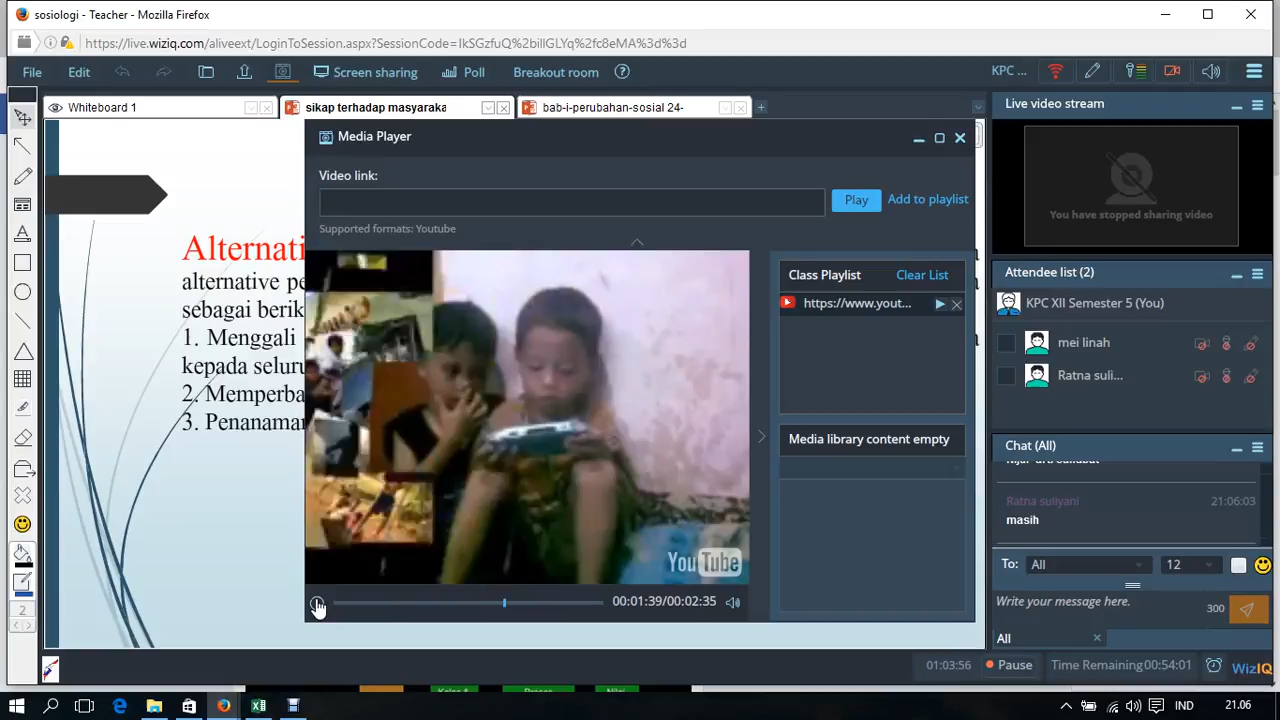 sosiologi - Teacher - Mozilla Firefox
https://live.wiziq.com/aliveext/LoginToSession.aspx?SessionCode=IkSGzfuQ%2bilIGLYq%2fc8eMA%3d%3d
File Edit Screen sharing Poll Breakout room KPC ...
Whiteboard 1
sikap terhadap masyaraka
bab-i-perubahan-sosial 24-
Live video stream
You have stopped sharing video
Attendee list (2)
KPC XII Semester 5 (You)
mei linah
Ratna suli...
Chat (All)
Ratna suliyani 21:06:03
masih
To: All 12
Write your message here. 300
All
Media Player
Video link:
Play Add to playlist
Supported formats: Youtube
Class Playlist Clear List
https://www.yout...
Media library content empty
YouTube
00:01:39/00:02:35
Alternati
alternative pe
sebagai berik
1. Menggali
kepada seluru
2. Memperba
3. Penanaman
2
01:03:56 Pause Time Remaining 00:54:01 WizIQ
IND 21.06